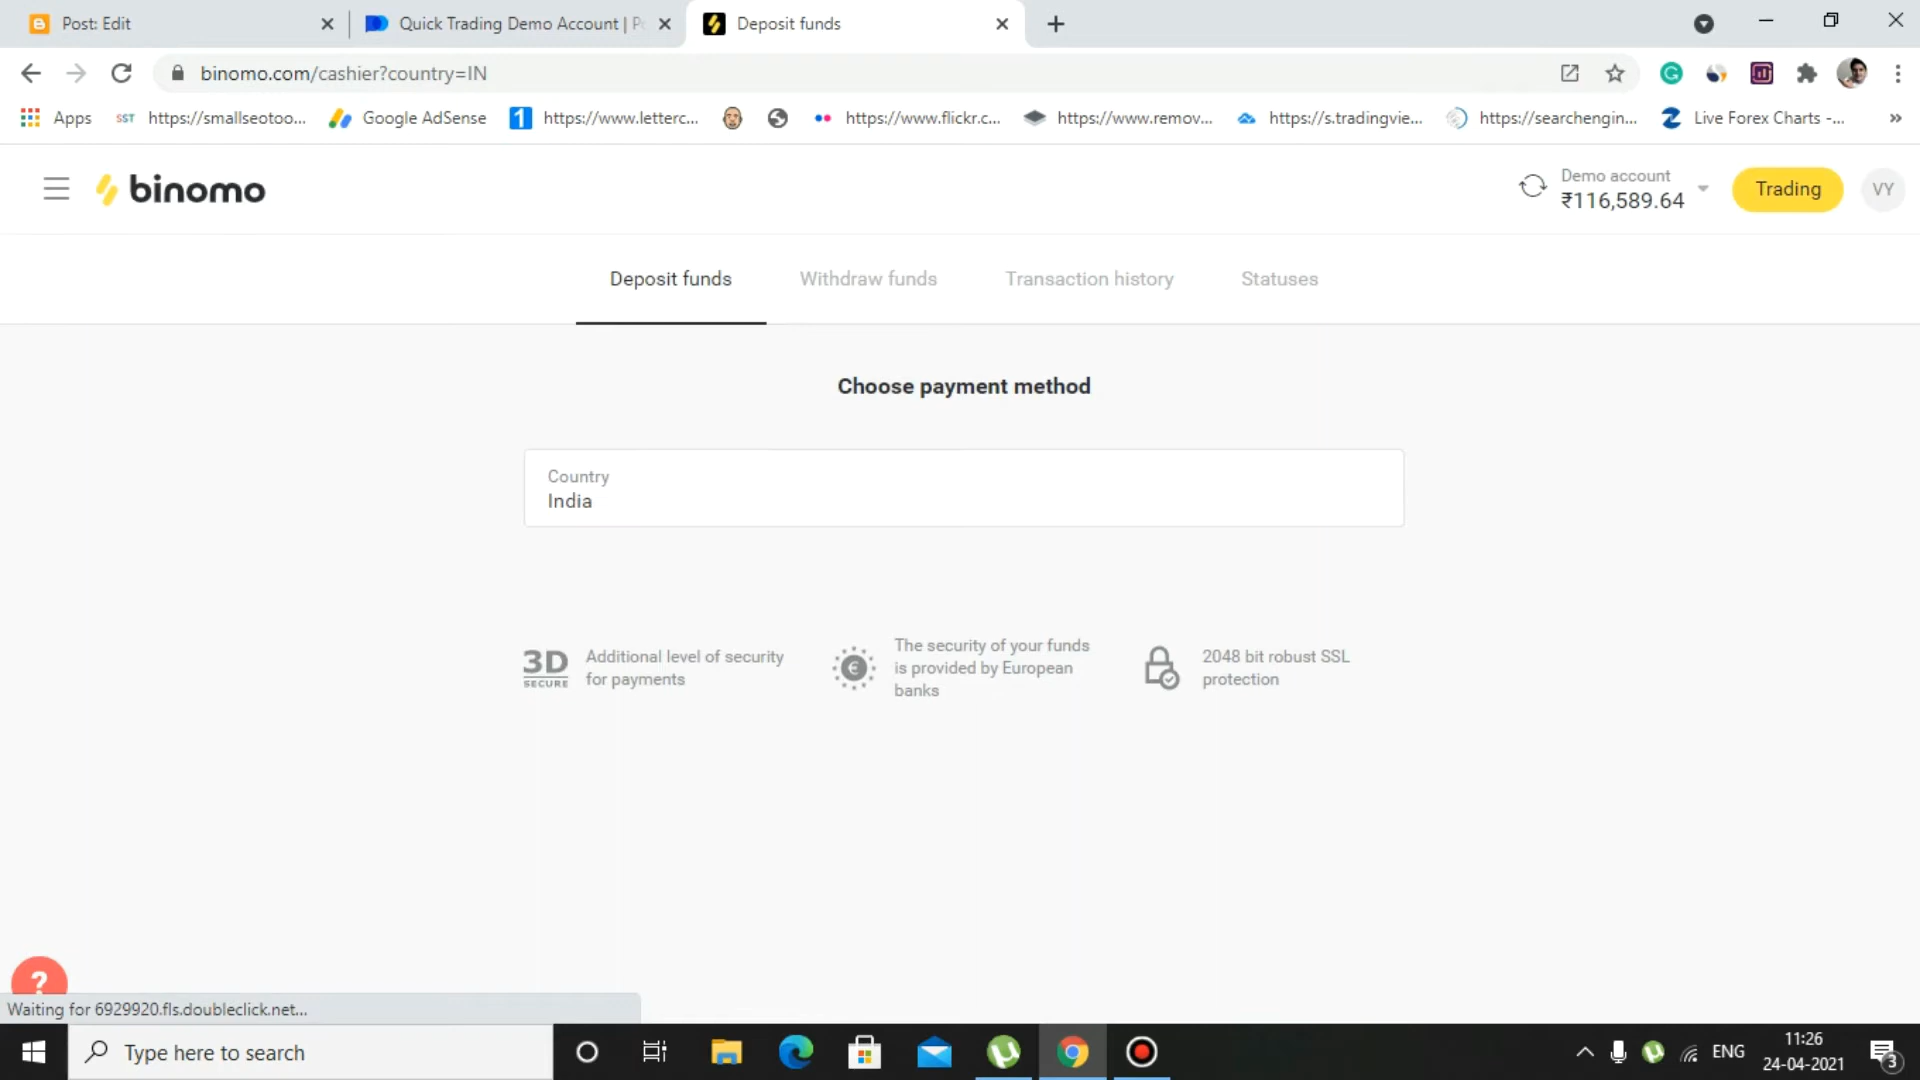 Post: Edit
Quick Trading Demo Account |
Deposit funds
binomo.com/cashier?country=IN
Apps
SST
https://smallseotoo...
Google AdSense
1
https://www.letterc...
https://www.flickr.c...
https://www.remov...
https://s.tradingvie...
https://searchengin...
Live Forex Charts -...
»
binomo
Demo account
₹116,589.64
Trading
VY
Deposit funds
Withdraw funds
Transaction history
Statuses
Choose payment method
Country
India
3D
SECURE
Additional level of security
for payments
The security of your funds
is provided by European
banks
2048 bit robust SSL
protection
?
Waiting for 6929920.fls.doubleclick.net...
Type here to search
ENG
11:26
24-04-2021
3